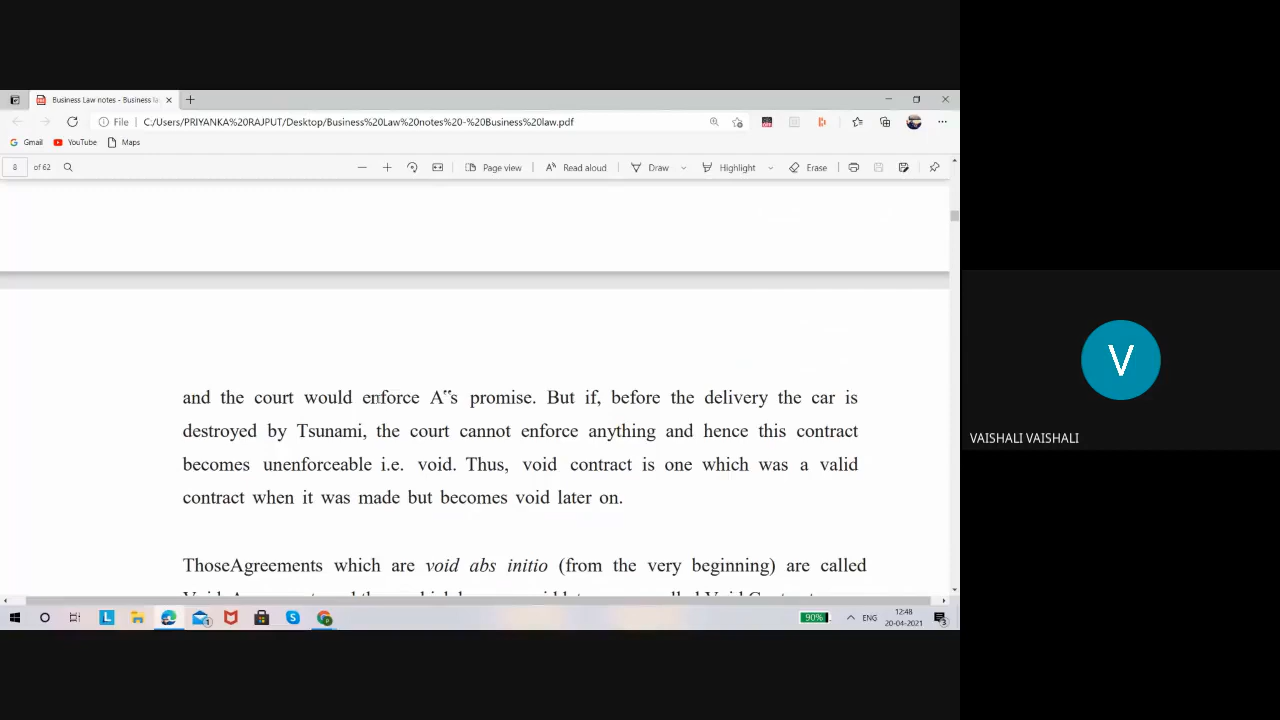 Business Law notes - Business la
File
C:/Users/PRIYANKA%20RAJPUT/Desktop/Business%20Law%20notes%20-%20Business%20law.pdf
Gmail YouTube Maps
8 of 62 Page view Read aloud Draw Highlight Erase
and the court would enforce A‟s promise. But if, before the delivery the car is
destroyed by Tsunami, the court cannot enforce anything and hence this contract
becomes unenforceable i.e. void. Thus, void contract is one which was a valid
contract when it was made but becomes void later on.
ThoseAgreements which are void abs initio (from the very beginning) are called
V
VAISHALI VAISHALI
90% ENG 12:48
20-04-2021